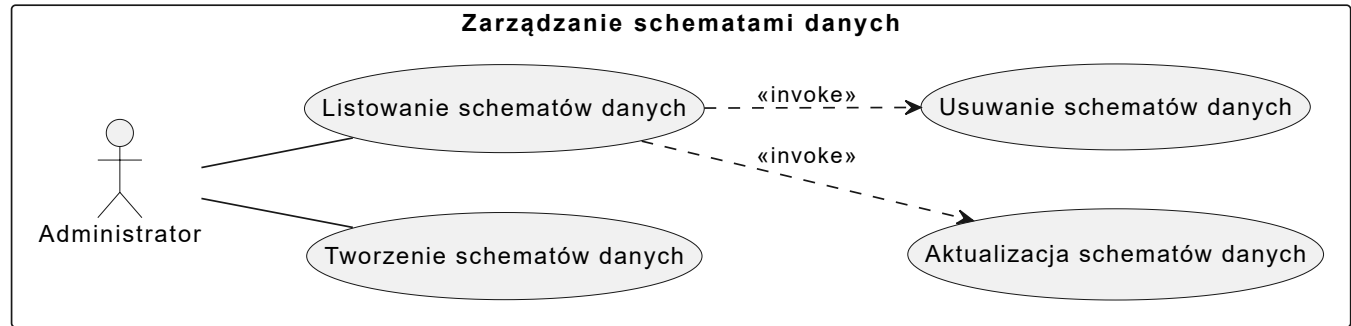 Zarządzanie schematami danych
Listowanie schematów danych
«invoke»
Usuwanie schematów danych
«invoke»
Administrator
Tworzenie schematów danych
Aktualizacja schematów danych